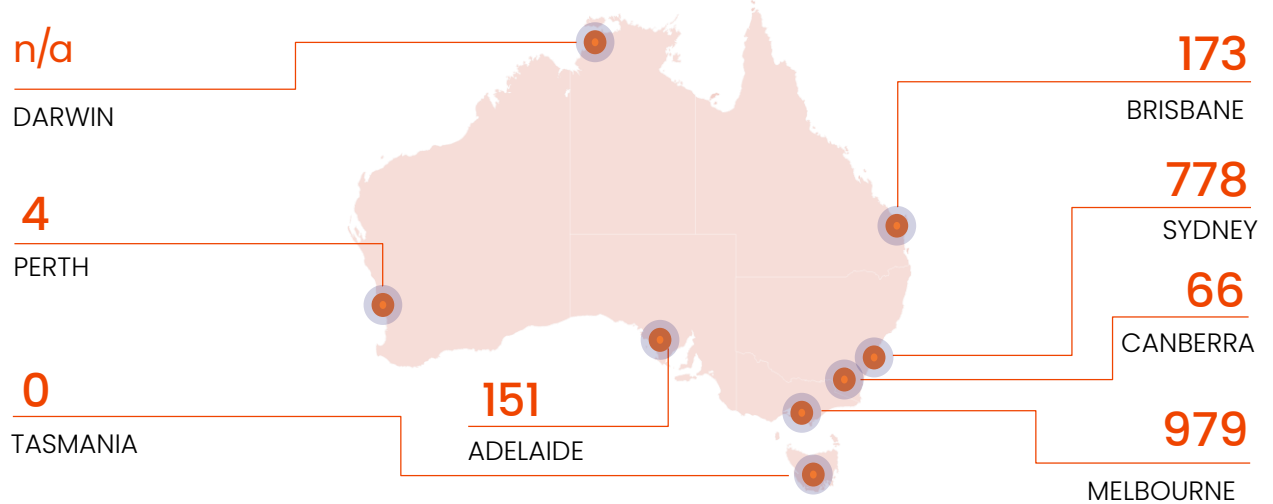 n/a
DARWIN
4
PERTH
0
TASMANIA
151
ADELAIDE
173
BRISBANE
778
SYDNEY
66
CANBERRA
979
MELBOURNE